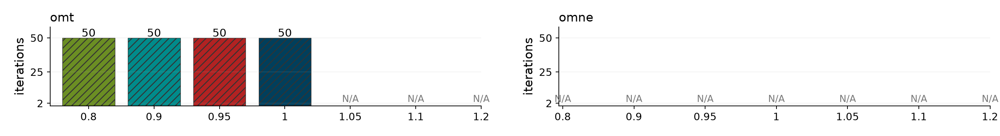 omt
50 50 50 50
50
25
2
iterations
N/A N/A N/A
0.8 0.9 0.95 1 1.05 1.1 1.2
omne
50
25
2
iterations
N/A N/A N/A N/A N/A N/A N/A
0.8 0.9 0.95 1 1.05 1.1 1.2